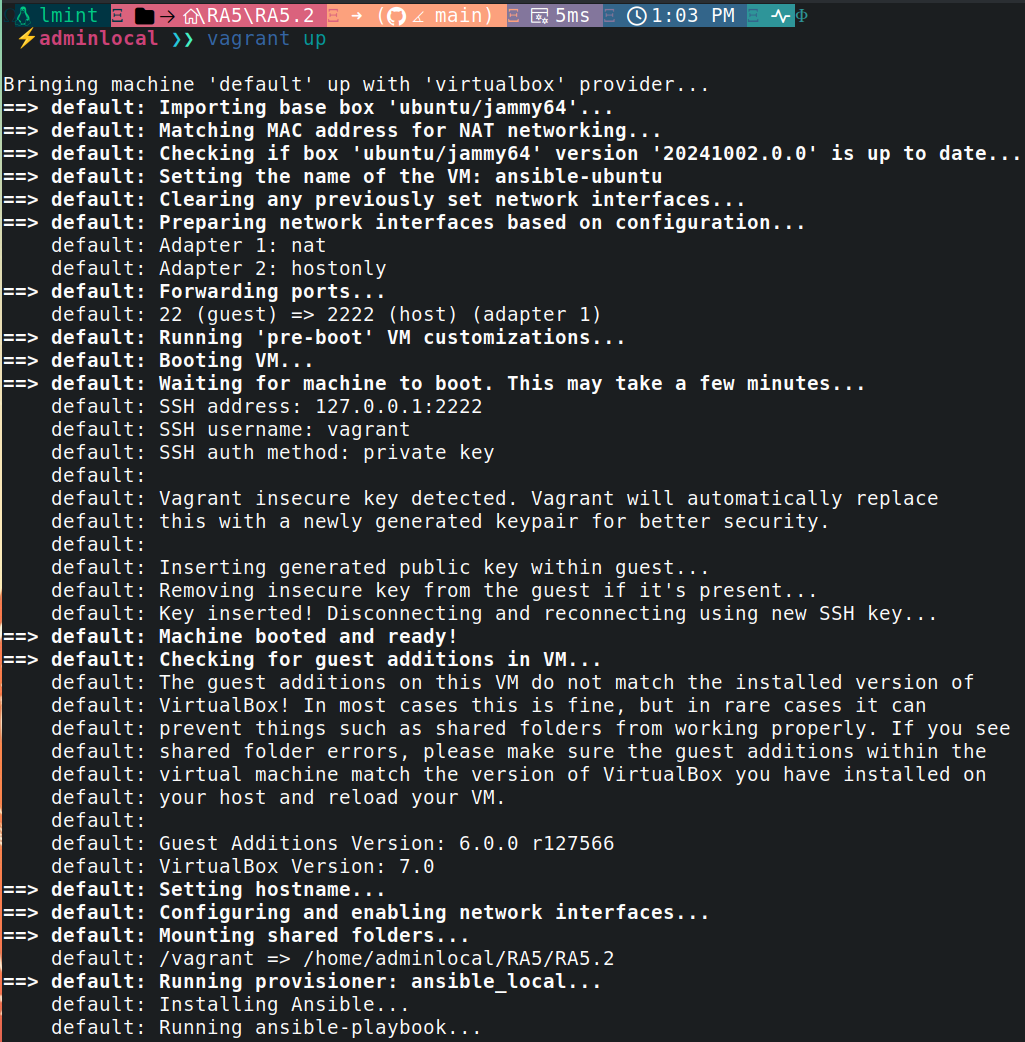 lmint → ~\RA5\RA5.2 → ( main) 5ms 1:03 PM
⚡adminlocal ❯❯ vagrant up
Bringing machine 'default' up with 'virtualbox' provider...
==> default: Importing base box 'ubuntu/jammy64'...
==> default: Matching MAC address for NAT networking...
==> default: Checking if box 'ubuntu/jammy64' version '20241002.0.0' is up to date...
==> default: Setting the name of the VM: ansible-ubuntu
==> default: Clearing any previously set network interfaces...
==> default: Preparing network interfaces based on configuration...
    default: Adapter 1: nat
    default: Adapter 2: hostonly
==> default: Forwarding ports...
    default: 22 (guest) => 2222 (host) (adapter 1)
==> default: Running 'pre-boot' VM customizations...
==> default: Booting VM...
==> default: Waiting for machine to boot. This may take a few minutes...
    default: SSH address: 127.0.0.1:2222
    default: SSH username: vagrant
    default: SSH auth method: private key
    default:
    default: Vagrant insecure key detected. Vagrant will automatically replace
    default: this with a newly generated keypair for better security.
    default:
    default: Inserting generated public key within guest...
    default: Removing insecure key from the guest if it's present...
    default: Key inserted! Disconnecting and reconnecting using new SSH key...
==> default: Machine booted and ready!
==> default: Checking for guest additions in VM...
    default: The guest additions on this VM do not match the installed version of
    default: VirtualBox! In most cases this is fine, but in rare cases it can
    default: prevent things such as shared folders from working properly. If you see
    default: shared folder errors, please make sure the guest additions within the
    default: virtual machine match the version of VirtualBox you have installed on
    default: your host and reload your VM.
    default:
    default: Guest Additions Version: 6.0.0 r127566
    default: VirtualBox Version: 7.0
==> default: Setting hostname...
==> default: Configuring and enabling network interfaces...
==> default: Mounting shared folders...
    default: /vagrant => /home/adminlocal/RA5/RA5.2
==> default: Running provisioner: ansible_local...
    default: Installing Ansible...
    default: Running ansible-playbook...